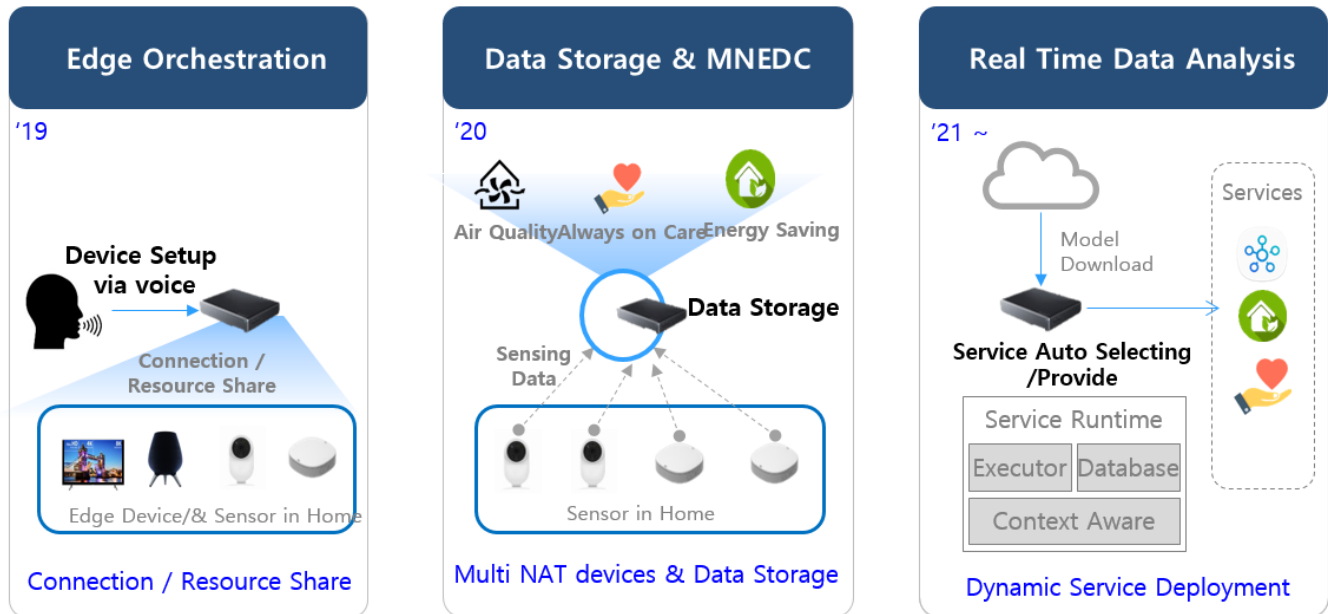 Edge Orchestration
'19
Device Setup
via voice
Connection /
Resource Share
Edge Device/& Sensor in Home
Connection / Resource Share
Data Storage & MNEDC
'20
Air Quality
Always on Care
Energy Saving
Data Storage
Sensing
Data
Sensor in Home
Multi NAT devices & Data Storage
Real Time Data Analysis
'21 ~
Services
Model
Download
Service Auto Selecting
/Provide
Service Runtime
Executor
Database
Context Aware
Dynamic Service Deployment